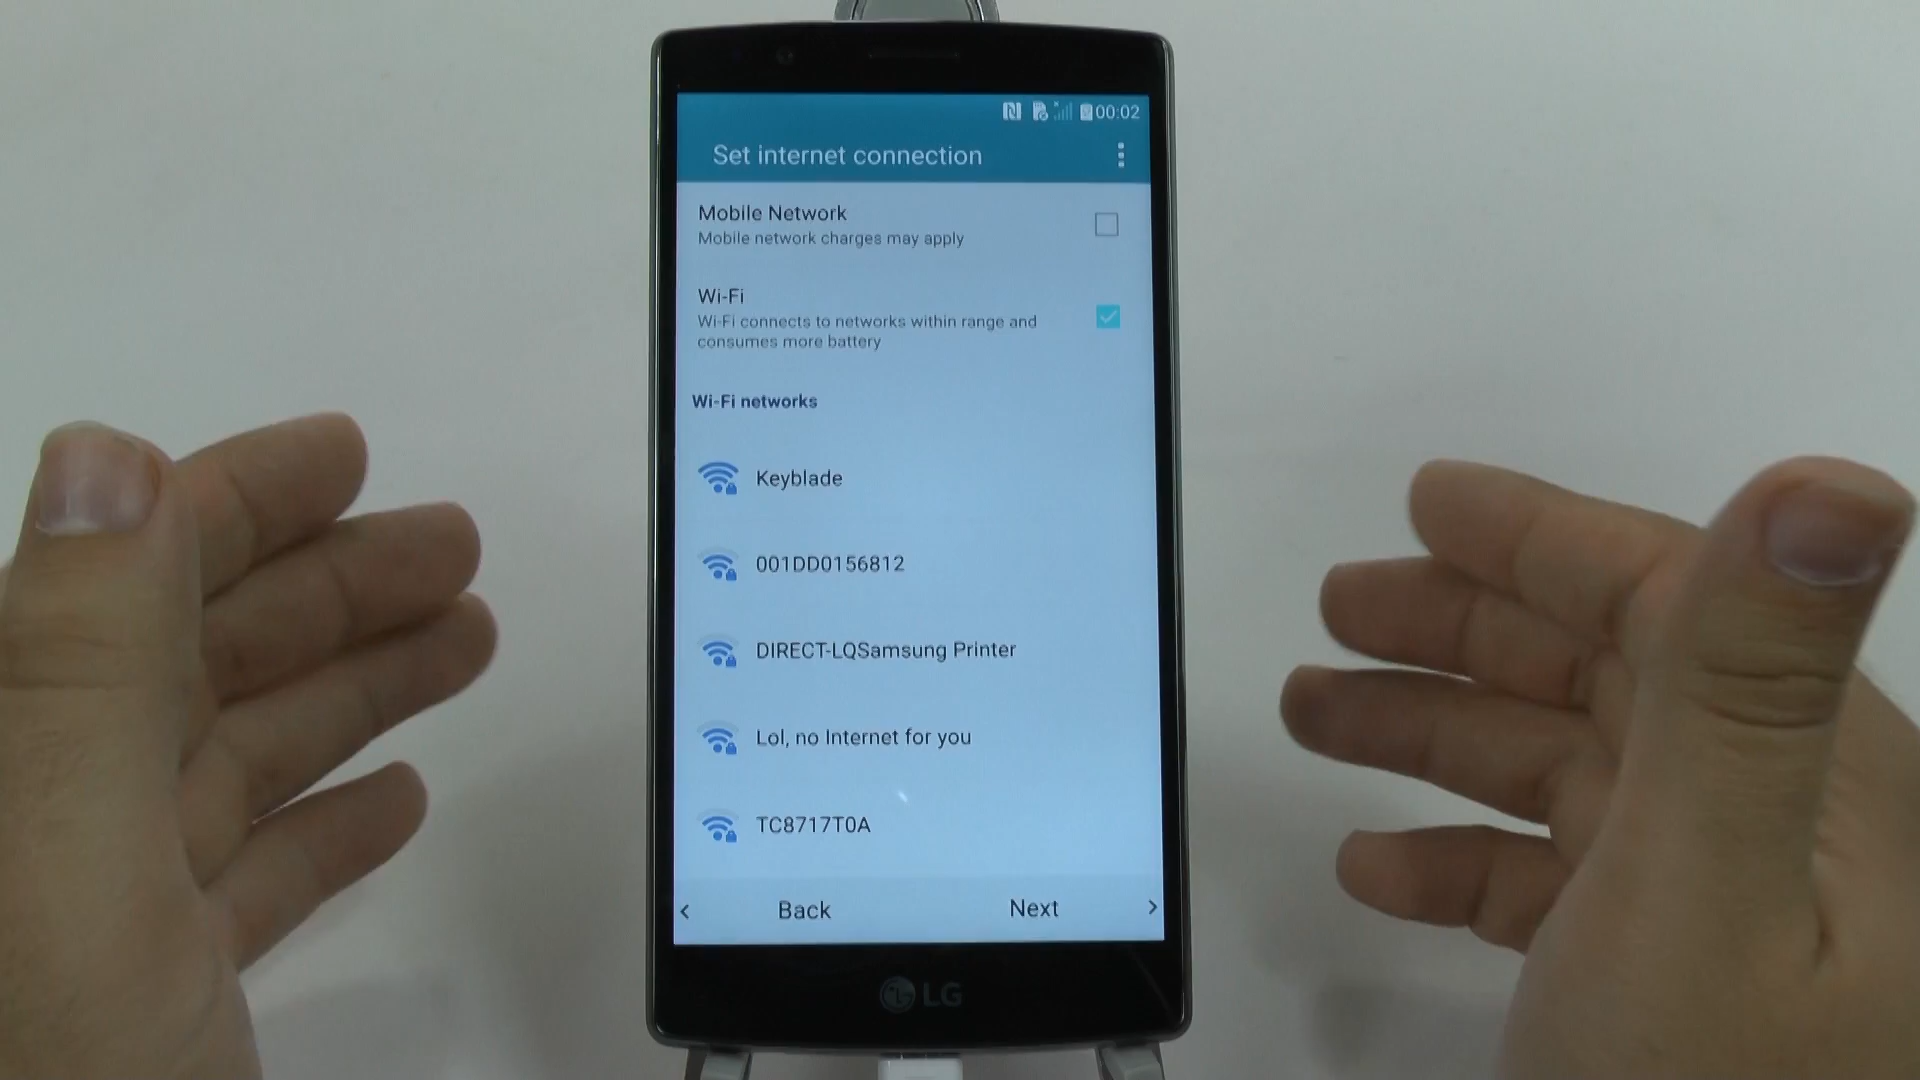 00:02
Set internet connection
Mobile Network
Mobile network charges may apply
Wi-Fi
Wi-Fi connects to networks within range and
consumes more battery
Wi-Fi networks
Keyblade
001DD0156812
DIRECT-LQSamsung Printer
Lol, no Internet for you
TC8717T0A
< Back Next >
LG